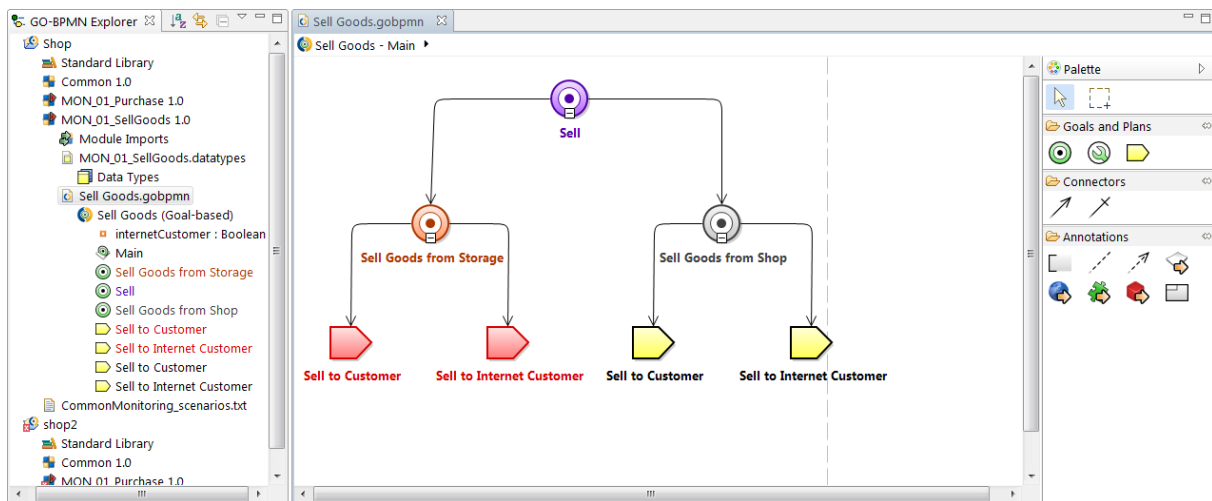 GO-BPMN Explorer
Shop
Standard Library
Common 1.0
MON_01_Purchase 1.0
MON_01_SellGoods 1.0
Module Imports
MON_01_SellGoods.datatypes
Data Types
Sell Goods.gobpmn
Sell Goods (Goal-based)
internetCustomer : Boolean
Main
Sell Goods from Storage
Sell
Sell Goods from Shop
Sell to Customer
Sell to Internet Customer
Sell to Customer
Sell to Internet Customer
CommonMonitoring_scenarios.txt
shop2
Standard Library
Common 1.0
MON_01_Purchase 1.0
Sell Goods.gobpmn
Sell Goods - Main
Sell
Sell Goods from Storage
Sell Goods from Shop
Sell to Customer
Sell to Internet Customer
Sell to Customer
Sell to Internet Customer
Palette
Goals and Plans
Connectors
Annotations